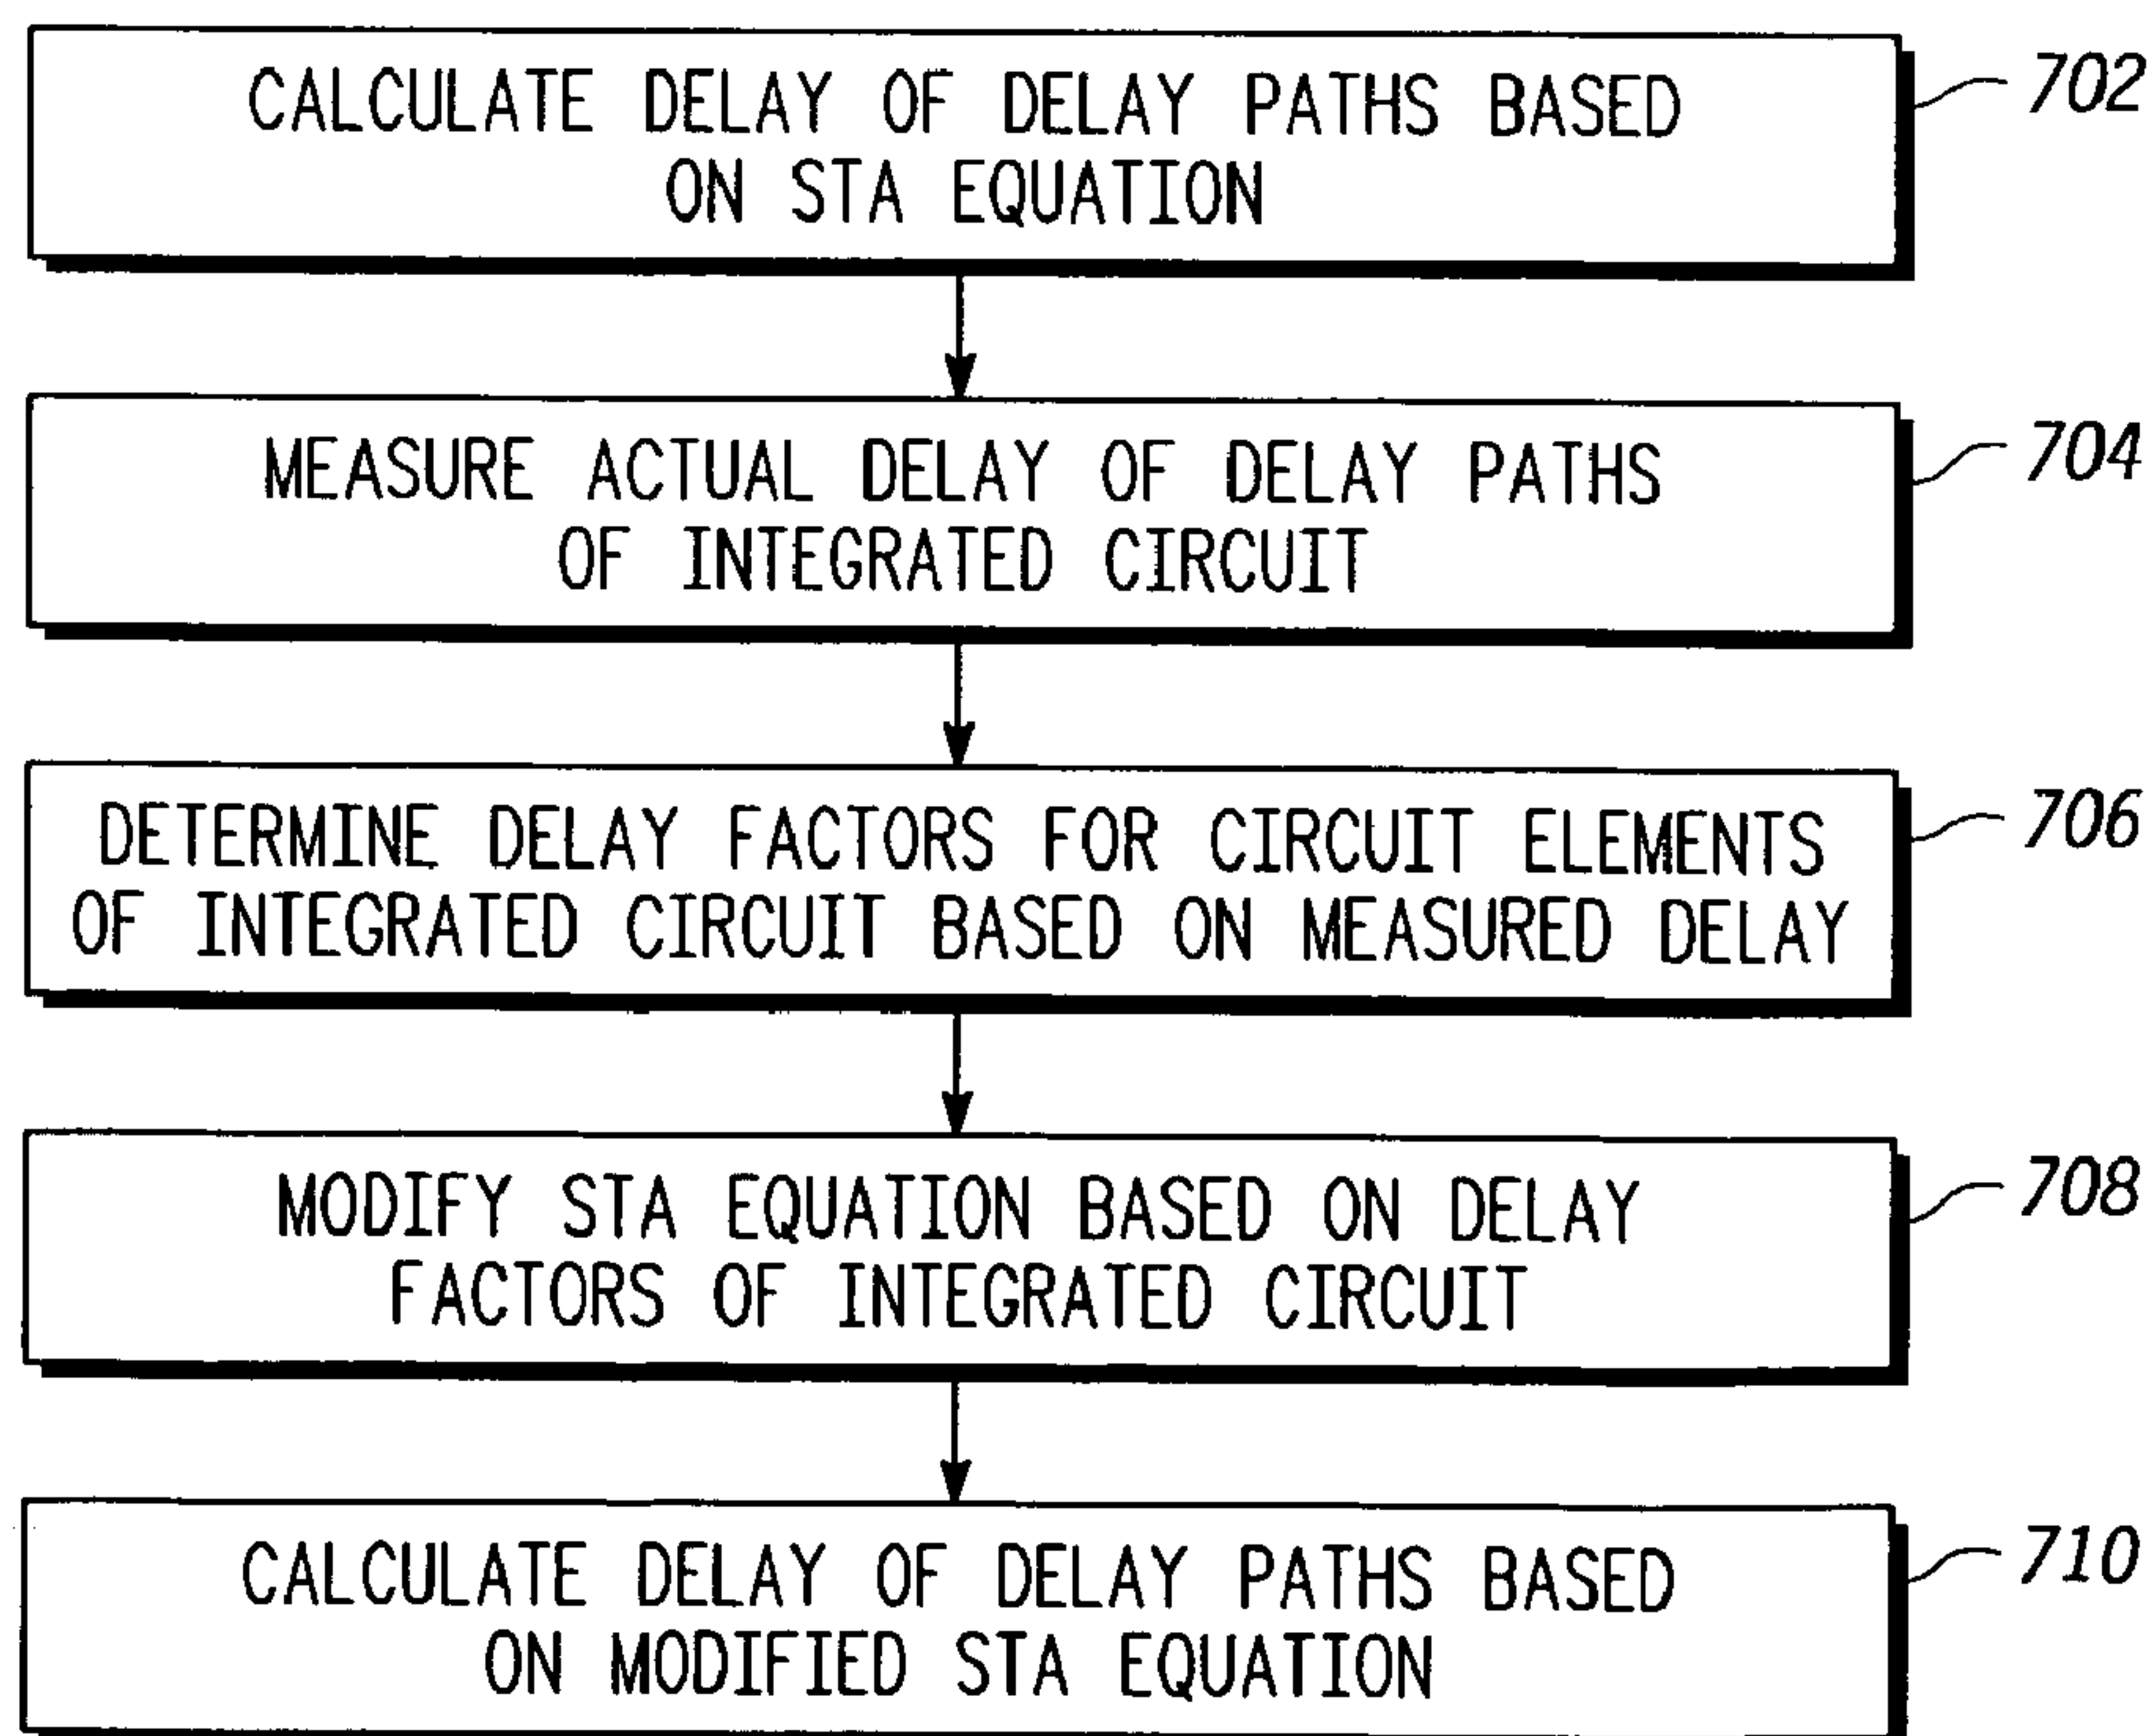 CALCULATE DELAY OF DELAY PATHS BASED
ON STA EQUATION
702
MEASURE ACTUAL DELAY OF DELAY PATHS
OF INTEGRATED CIRCUIT
704
DETERMINE DELAY FACTORS FOR CIRCUIT ELEMENTS
OF INTEGRATED CIRCUIT BASED ON MEASURED DELAY
706
MODIFY STA EQUATION BASED ON DELAY
FACTORS OF INTEGRATED CIRCUIT
708
CALCULATE DELAY OF DELAY PATHS BASED
ON MODIFIED STA EQUATION
710